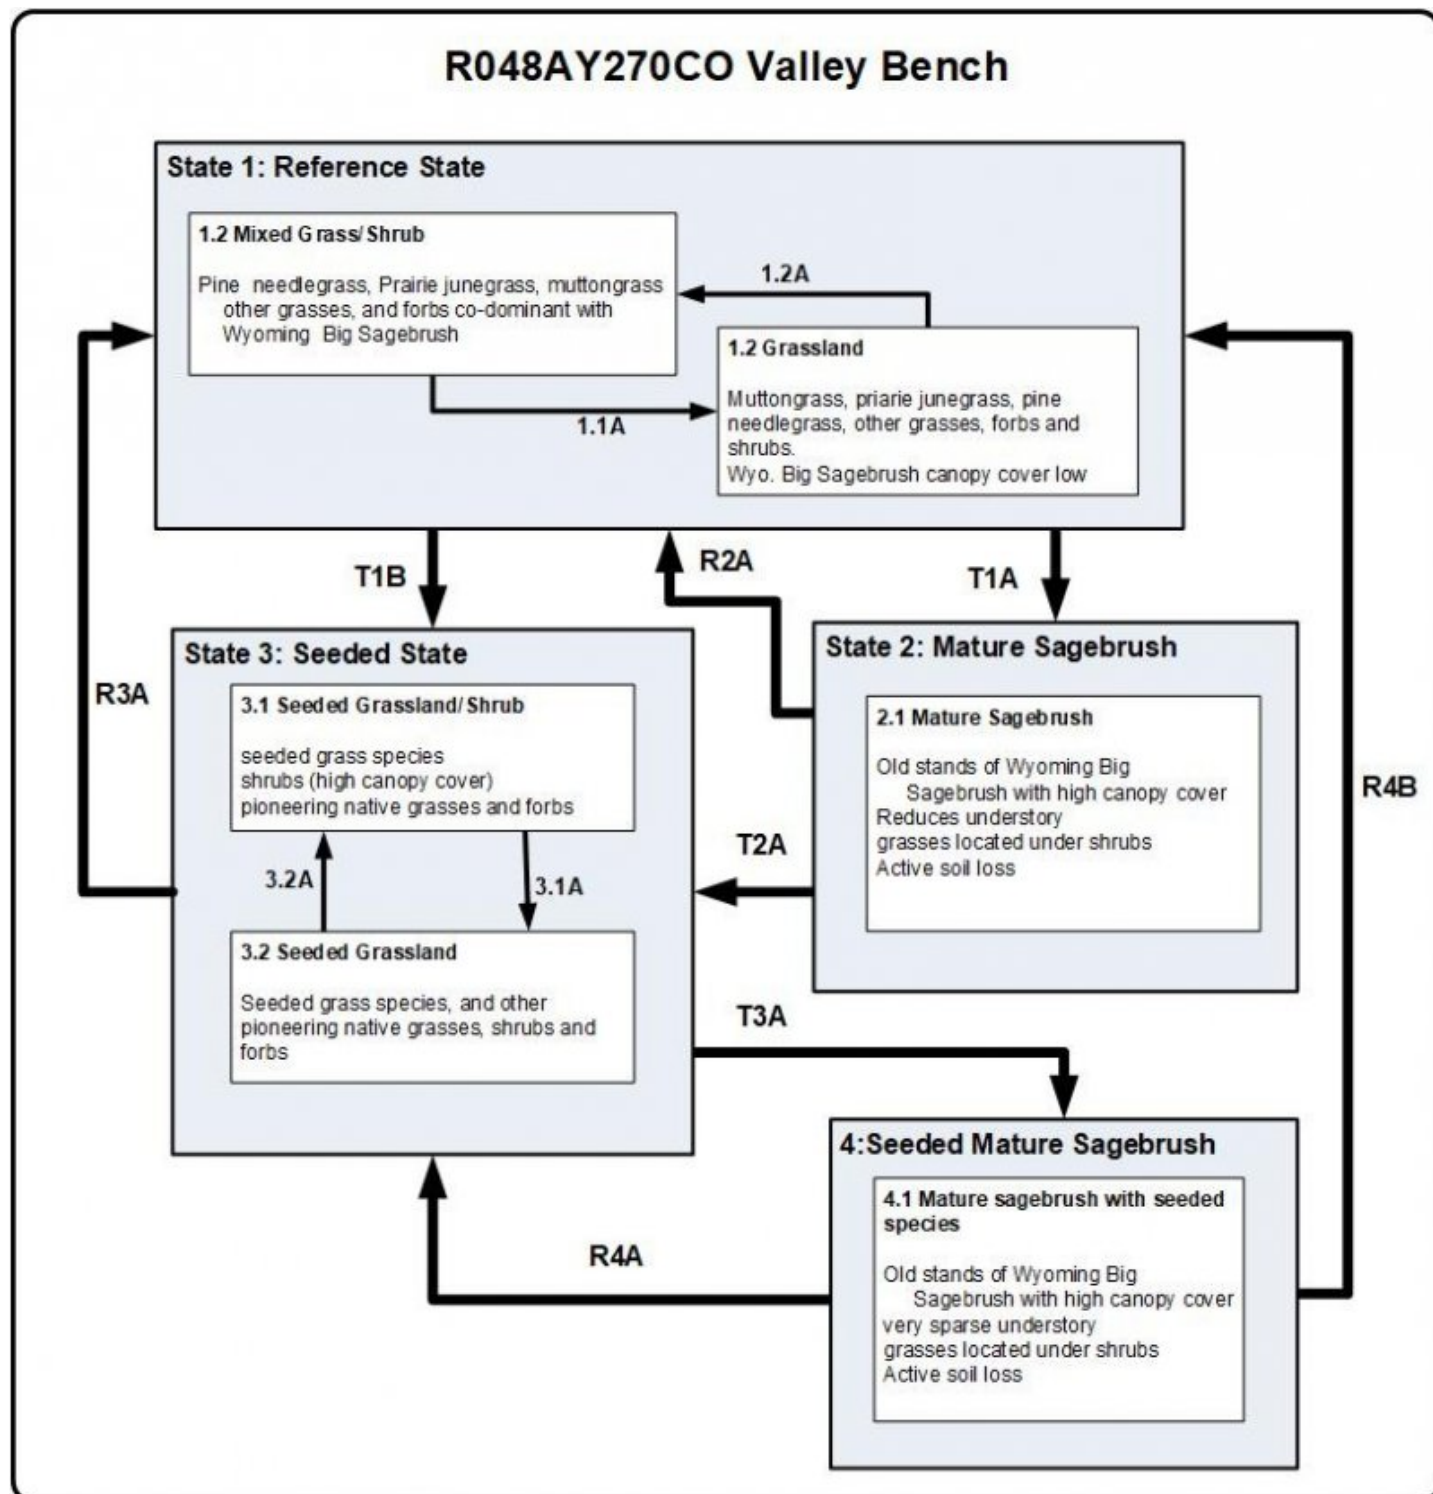 R048AY270CO Valley Bench
State 1: Reference State
1.2 Mixed Grass/Shrub
Pine needlegrass, Prairie junegrass, muttongrass
other grasses, and forbs co-dominant with
Wyoming Big Sagebrush
1.2A
1.2 Grassland
Muttongrass, priarie junegrass, pine
needlegrass, other grasses, forbs and
shrubs.
Wyo. Big Sagebrush canopy cover low
1.1A
T1B
R2A
T1A
R3A
State 3: Seeded State
3.1 Seeded Grassland/Shrub
seeded grass species
shrubs (high canopy cover)
pioneering native grasses and forbs
3.2A
3.1A
3.2 Seeded Grassland
Seeded grass species, and other
pioneering native grasses, shrubs and
forbs
State 2: Mature Sagebrush
2.1 Mature Sagebrush
Old stands of Wyoming Big
Sagebrush with high canopy cover
Reduces understory
grasses located under shrubs
Active soil loss
R4B
T2A
T3A
4:Seeded Mature Sagebrush
4.1 Mature sagebrush with seeded
species
Old stands of Wyoming Big
Sagebrush with high canopy cover
very sparse understory
grasses located under shrubs
Active soil loss
R4A